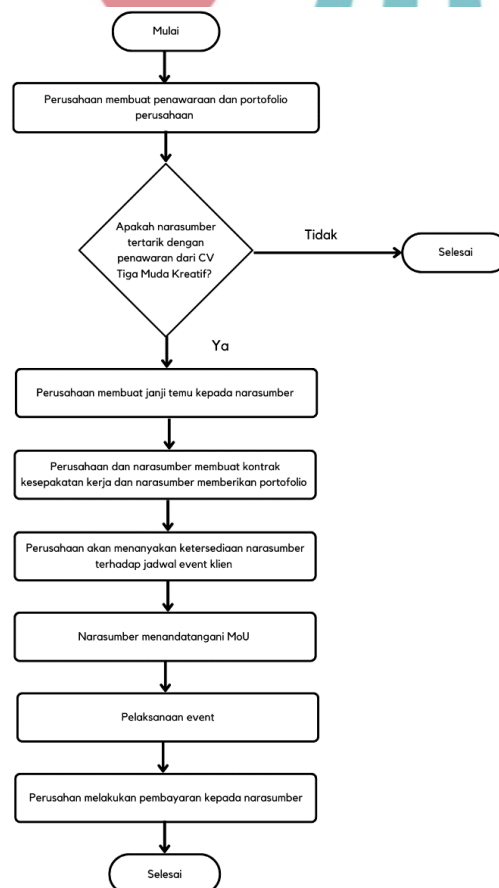 Mulai
Perusahaan membuat penawaraan dan portofolio
perusahaan
Apakah narasumber
tertarik dengan
penawaran dari CV
Tiga Muda Kreatif?
Tidak
Selesai
Ya
Perusahaan membuat janji temu kepada narasumber
Perusahaan dan narasumber membuat kontrak
kesepakatan kerja dan narasumber memberikan portofolio
Perusahaan akan menanyakan ketersediaan narasumber
terhadap jadwal event klien
Narasumber menandatangani MoU
Pelaksanaan event
Perusahan melakukan pembayaran kepada narasumber
Selesai